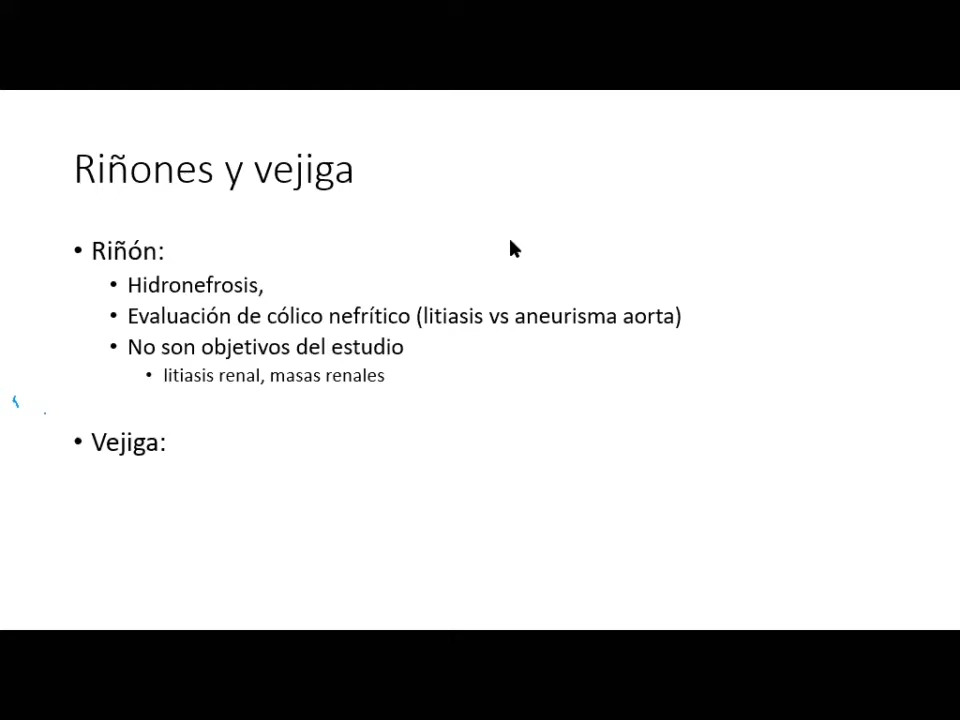 Riñones y vejiga
• Riñón:
• Hidronefrosis,
• Evaluación de cólico nefrítico (litiasis vs aneurisma aorta)
• No son objetivos del estudio
• litiasis renal, masas renales
• Vejiga: